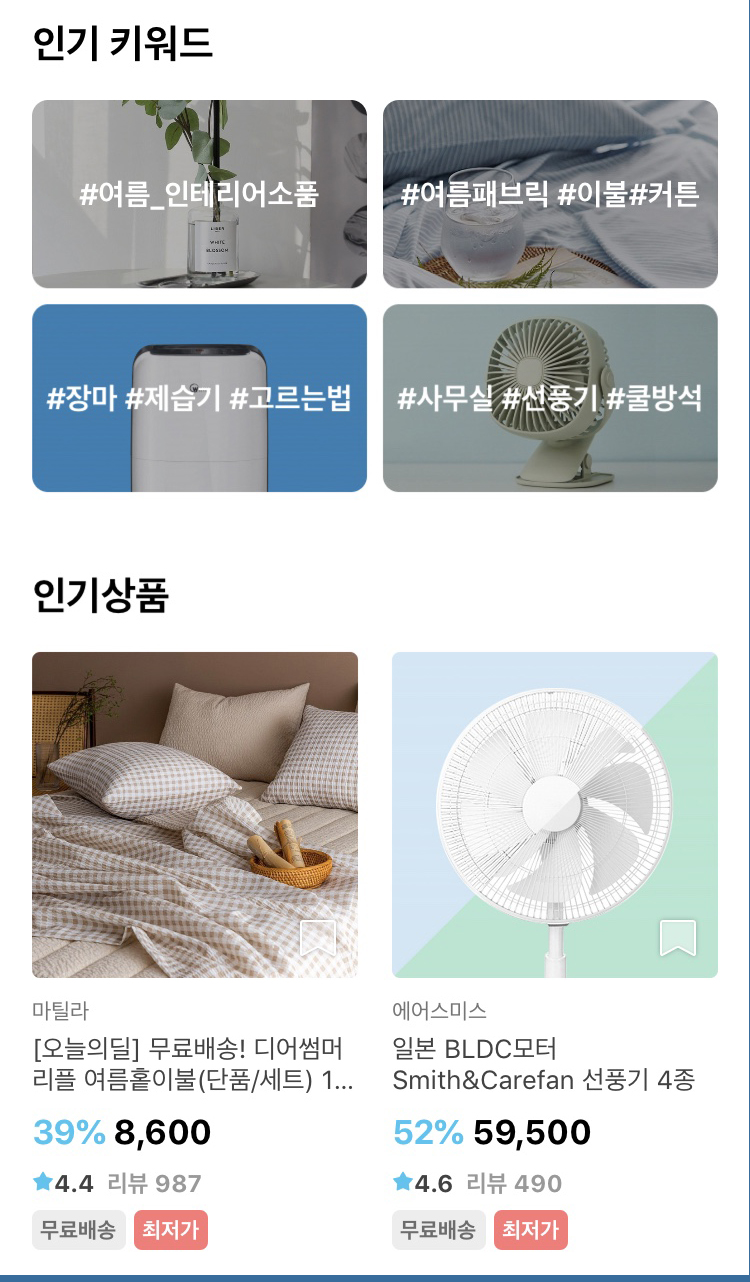 인기 키워드
#여름_인테리어소품
LINEN
WHITE
BLOSSOM
#여름패브릭 #이불#커튼
#장마 #제습기 #고르는법
#사무실 #선풍기 #쿨방석
인기상품
마틸라
[오늘의딜] 무료배송! 디어썸머
리플 여름홑이불(단품/세트) 1...
39% 8,600
4.4 리뷰 987
무료배송 최저가
에어스미스
일본 BLDC모터
Smith&Carefan 선풍기 4종
52% 59,500
4.6 리뷰 490
무료배송 최저가